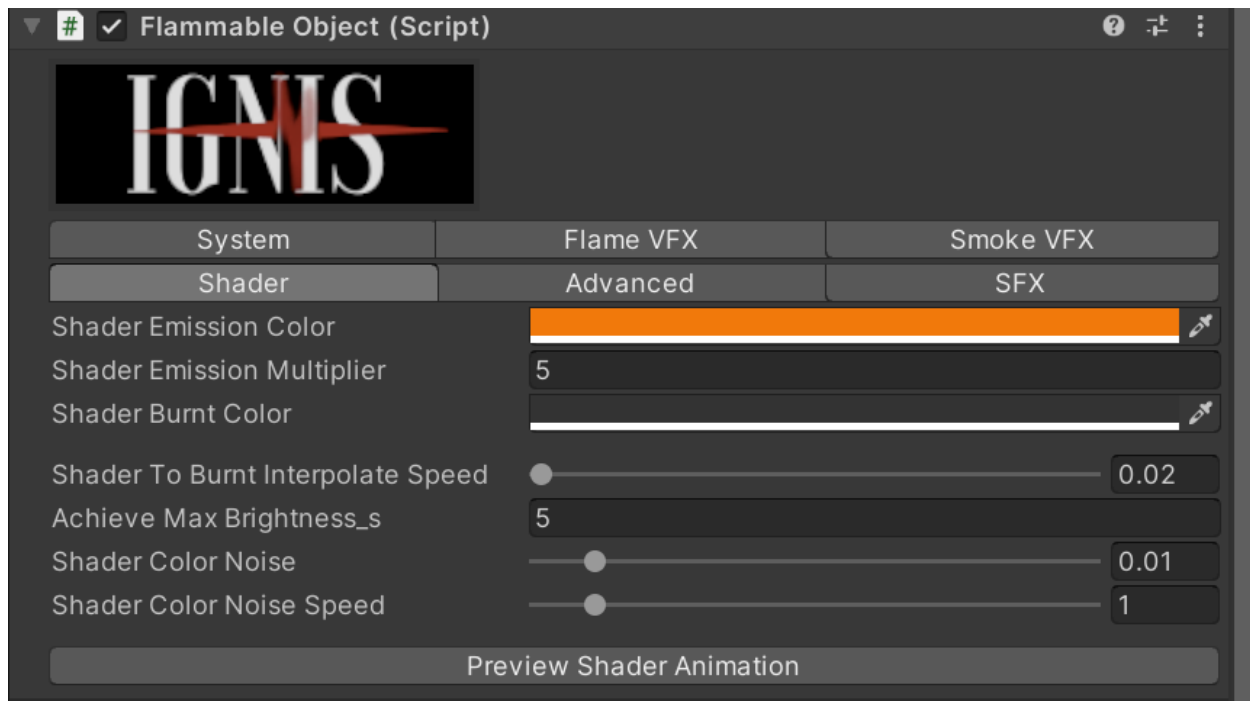 # Flammable Object (Script)
IGNIS
System Flame VFX Smoke VFX
Shader Advanced SFX
Shader Emission Color
Shader Emission Multiplier 5
Shader Burnt Color
Shader To Burnt Interpolate Speed 0.02
Achieve Max Brightness_s 5
Shader Color Noise 0.01
Shader Color Noise Speed 1
Preview Shader Animation